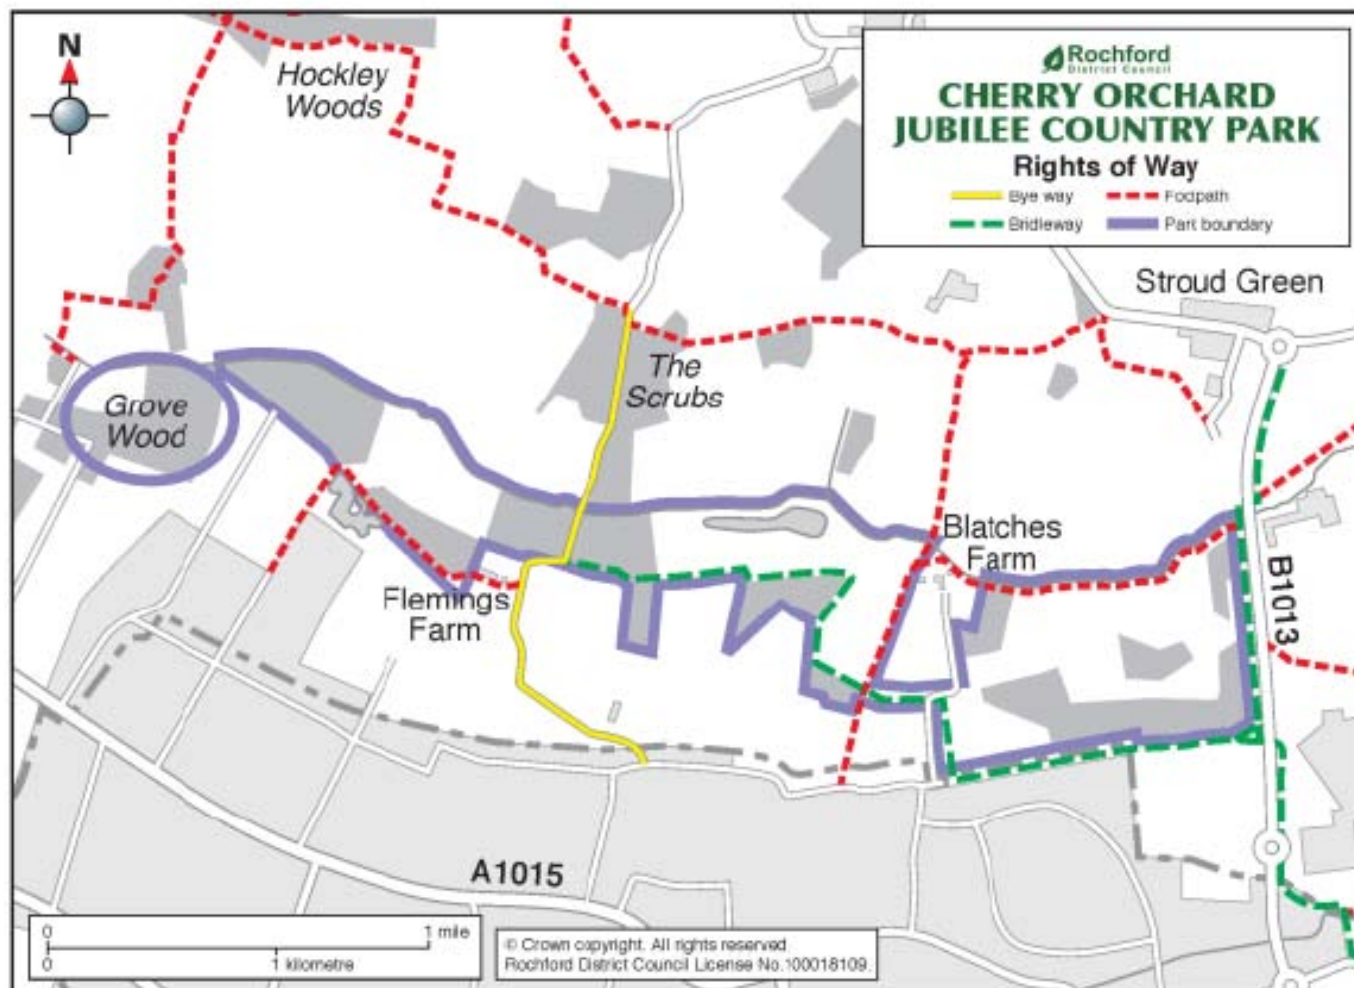 N
Hockley
Woods
Rochford
District Council
CHERRY ORCHARD
JUBILEE COUNTRY PARK
Rights of Way
Bye way
Footpath
Bridleway
Park boundary
Stroud Green
The
Scrubs
Grove
Wood
Blatches
Farm
Flemings
Farm
B1013
A1015
0
1 mile
0
1 kilometre
© Crown copyright. All rights reserved
Rochford District Council License No.100018109.